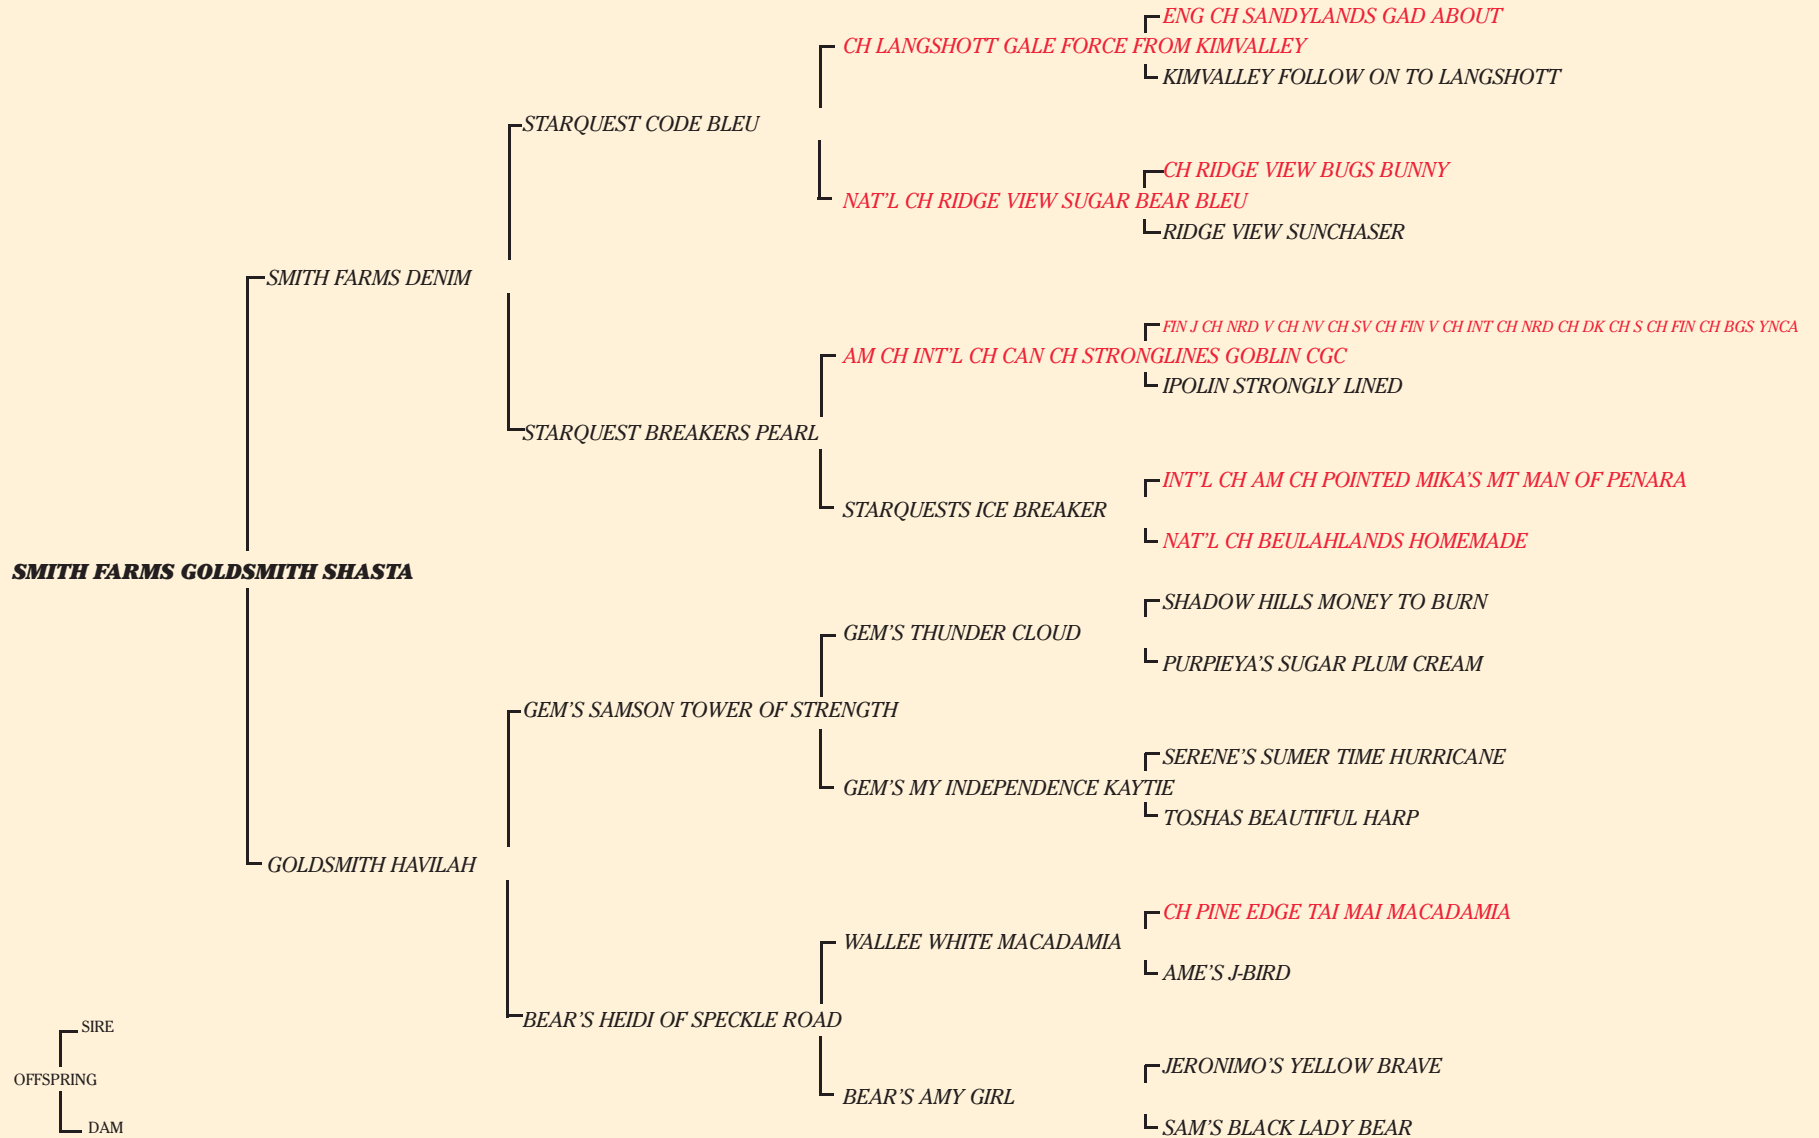 ENG CH SANDYLANDS GAD ABOUT
CH LANGSHOTT GALE FORCE FROM KIMVALLEY
KIMVALLEY FOLLOW ON TO LANGSHOTT
STARQUEST CODE BLEU
CH RIDGE VIEW BUGS BUNNY
NAT'L CH RIDGE VIEW SUGAR BEAR BLEU
RIDGE VIEW SUNCHASER
SMITH FARMS DENIM
FIN J CH NRD V CH NV CH SV CH FIN V CH INT CH NRD CH DK CH S CH FIN CH BGS YNCA
AM CH INT'L CH CAN CH STRONGLINES GOBLIN CGC
IPOLIN STRONGLY LINED
STARQUEST BREAKERS PEARL
INT'L CH AM CH POINTED MIKA'S MT MAN OF PENARA
STARQUESTS ICE BREAKER
NAT'L CH BEULAHLANDS HOMEMADE
SMITH FARMS GOLDSMITH SHASTA
SHADOW HILLS MONEY TO BURN
GEM'S THUNDER CLOUD
PURPIEYA'S SUGAR PLUM CREAM
GEM'S SAMSON TOWER OF STRENGTH
SERENE'S SUMER TIME HURRICANE
GEM'S MY INDEPENDENCE KAYTIE
TOSHAS BEAUTIFUL HARP
GOLDSMITH HAVILAH
CH PINE EDGE TAI MAI MACADAMIA
WALLEE WHITE MACADAMIA
AME'S J-BIRD
BEAR'S HEIDI OF SPECKLE ROAD
JERONIMO'S YELLOW BRAVE
BEAR'S AMY GIRL
SAM'S BLACK LADY BEAR
SIRE
OFFSPRING
DAM